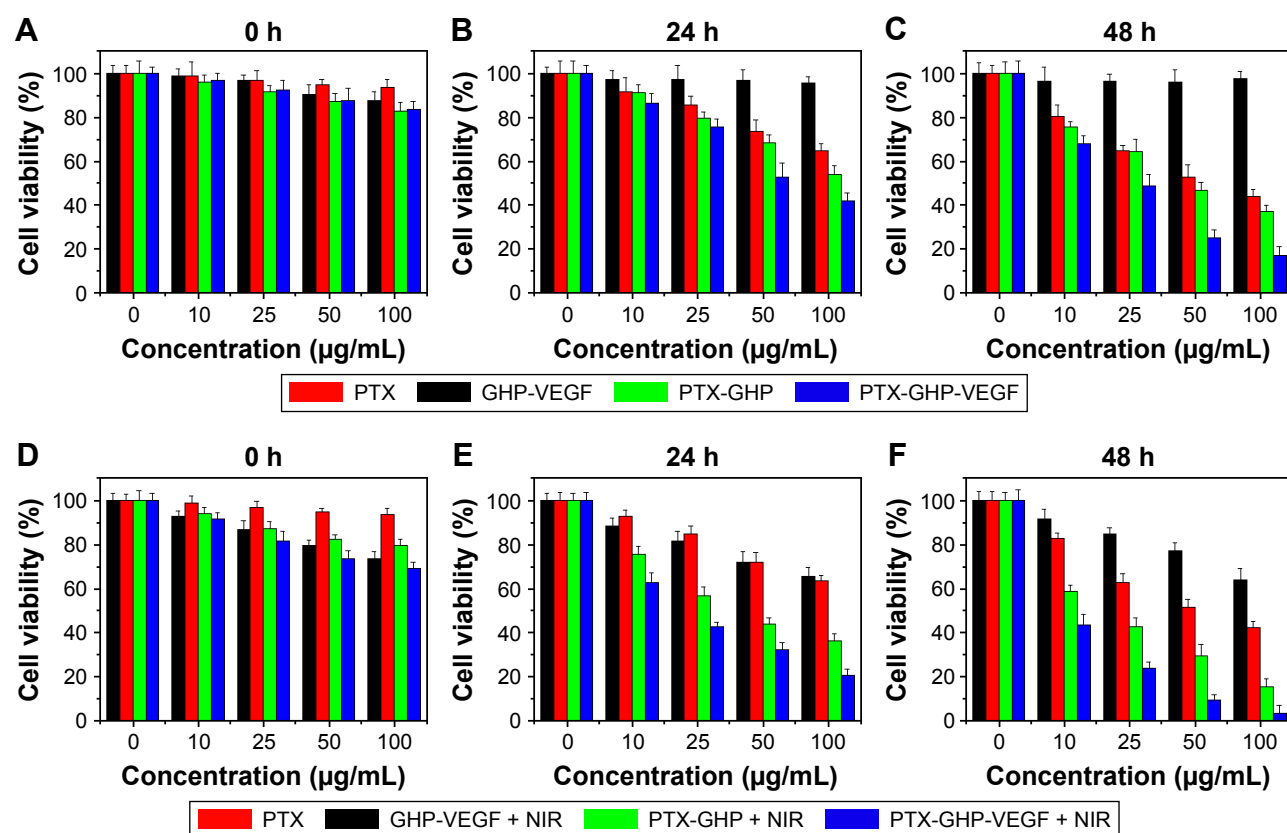 A 0 h B 24 h C 48 h
Cell viability (%)
100
80
60
40
20
0
0 10 25 50 100
Concentration (µg/mL)
Cell viability (%)
100
80
60
40
20
0
0 10 25 50 100
Concentration (µg/mL)
Cell viability (%)
100
80
60
40
20
0
0 10 25 50 100
Concentration (µg/mL)
PTX GHP-VEGF PTX-GHP PTX-GHP-VEGF
D 0 h E 24 h F 48 h
Cell viability (%)
100
80
60
40
20
0
0 10 25 50 100
Concentration (µg/mL)
Cell viability (%)
100
80
60
40
20
0
0 10 25 50 100
Concentration (µg/mL)
Cell viability (%)
100
80
60
40
20
0
0 10 25 50 100
Concentration (µg/mL)
PTX GHP-VEGF + NIR PTX-GHP + NIR PTX-GHP-VEGF + NIR